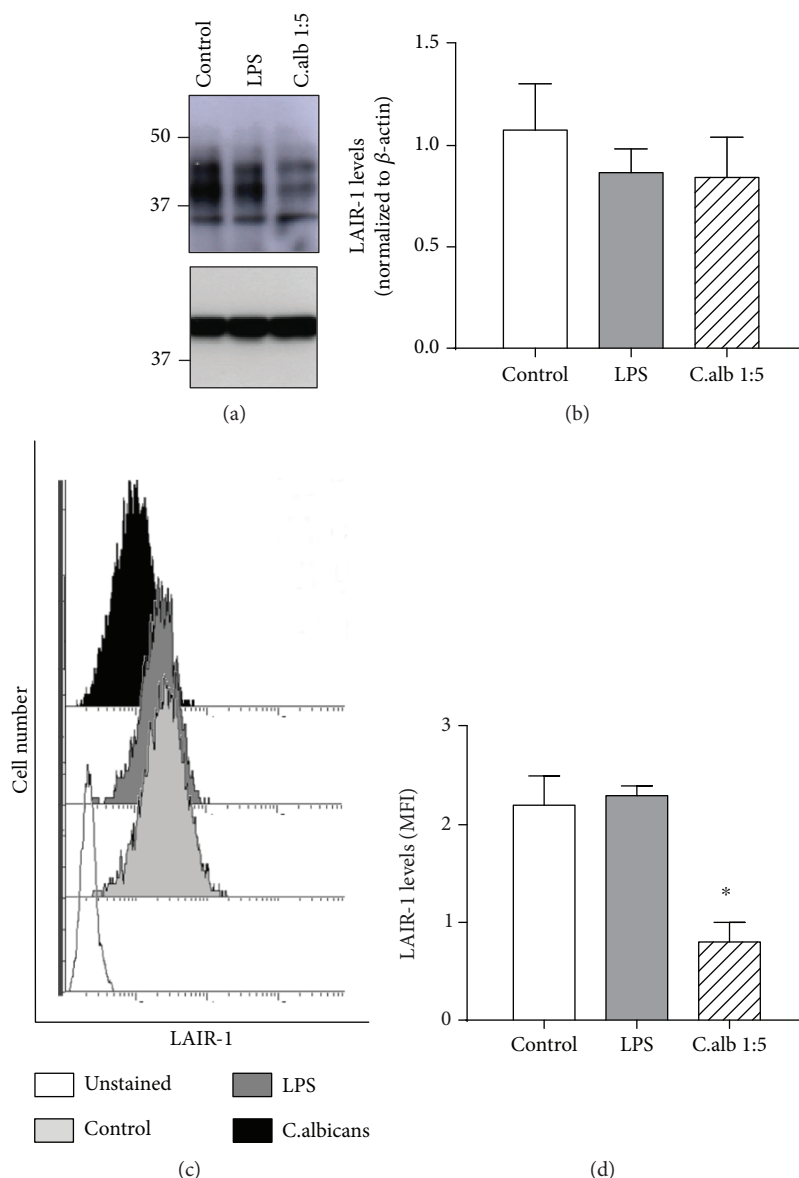 Control
LPS
C.alb 1:5
50
37
37
(a)
LAIR-1 levels
(normalized to β-actin)
1.5
1.0
0.5
0.0
Control
LPS
C.alb 1:5
(b)
Cell number
LAIR-1
Unstained
LPS
Control
C.albicans
(c)
LAIR-1 levels (MFI)
3
2
1
0
*
Control
LPS
C.alb 1:5
(d)